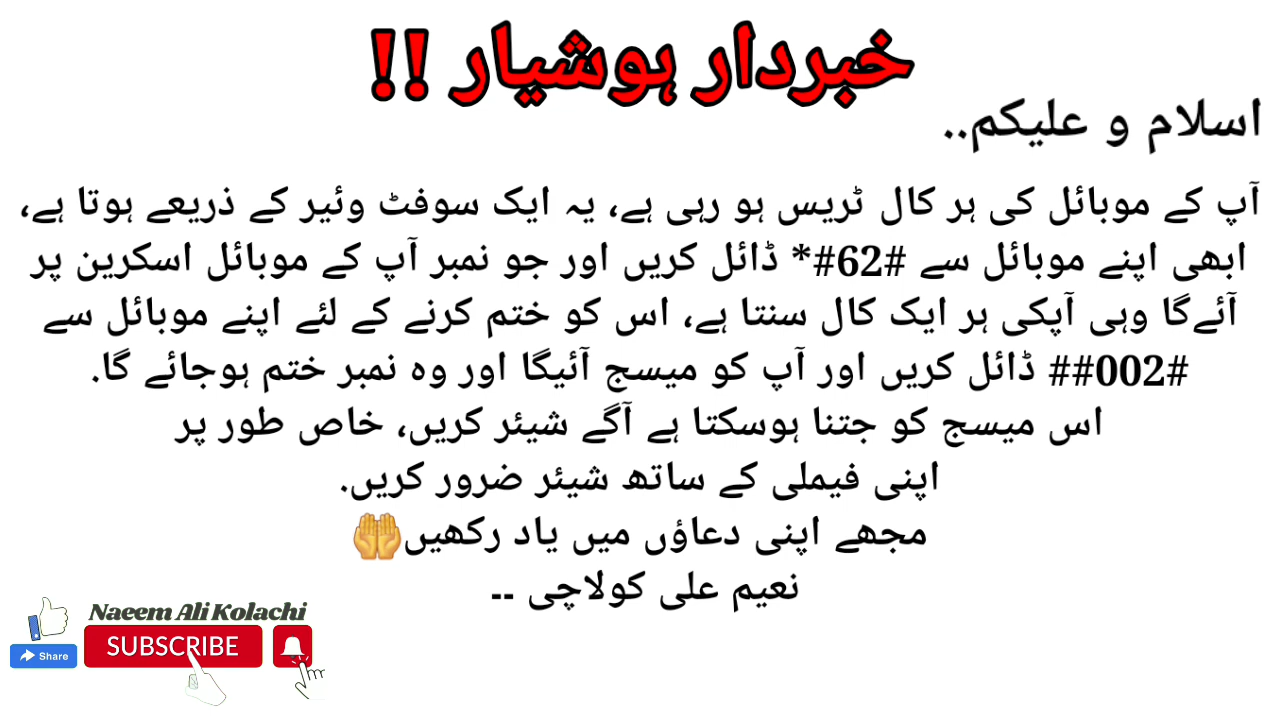 خبردار ہوشیار !!
اسلام و علیکم..
آپ کے موبائل کی ہر کال ٹریس ہو رہی ہے، یہ ایک سوفٹ وئیر کے ذریعے ہوتا ہے،
ابھی اپنے موبائل سے #62#* ڈائل کریں اور جو نمبر آپ کے موبائل اسکرین پر
آئےگا وہی آپکی ہر ایک کال سنتا ہے، اس کو ختم کرنے کے لئے اپنے موبائل سے
#002## ڈائل کریں اور آپ کو میسج آئیگا اور وہ نمبر ختم ہوجائے گا.
اس میسج کو جتنا ہوسکتا ہے آگے شیئر کریں، خاص طور پر
اپنی فیملی کے ساتھ شیئر ضرور کریں.
مجھے اپنی دعاؤں میں یاد رکھیں🤲
نعیم علی کولاچی --
Naeem Ali Kolachi
Share
SUBSCRIBE